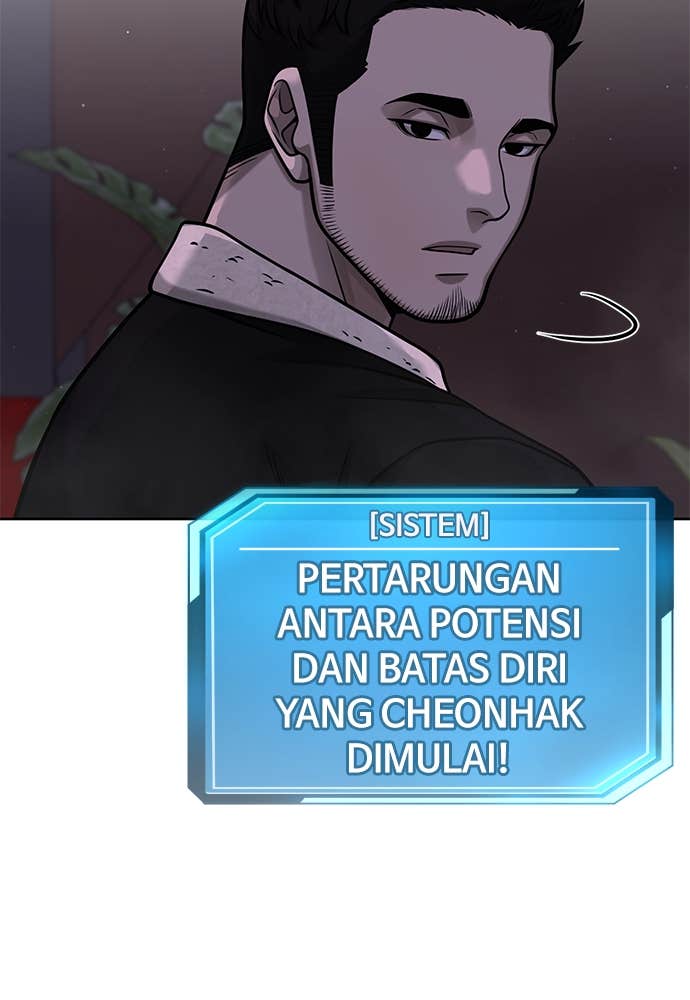 [SISTEM]
PERTARUNGAN
ANTARA POTENSI
DAN BATAS DIRI
YANG CHEONHAK
DIMULAI!